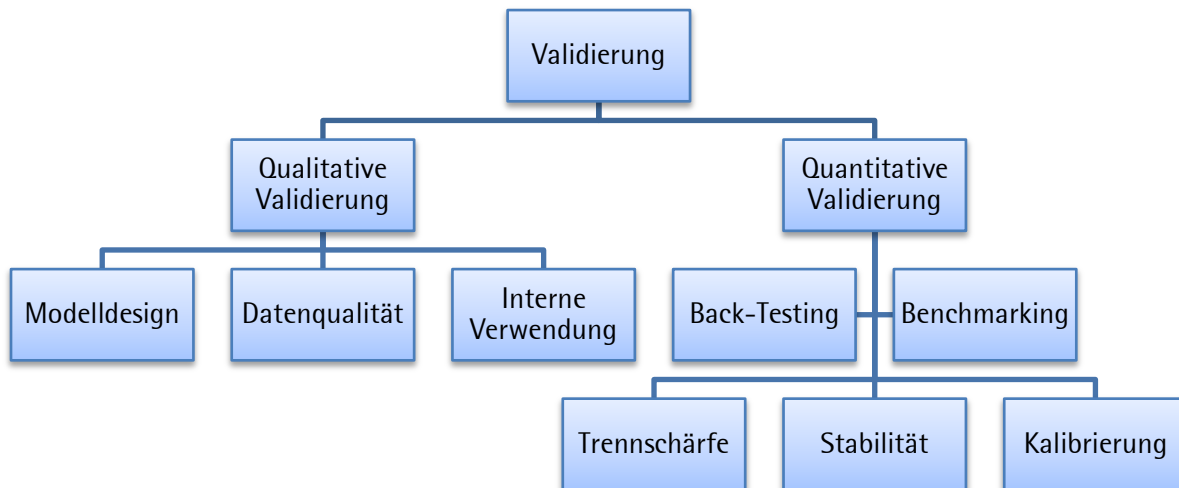 Validierung
Qualitative
Validierung
Quantitative
Validierung
Modelldesign
Datenqualität
Interne
Verwendung
Back-Testing
Benchmarking
Trennschärfe
Stabilität
Kalibrierung